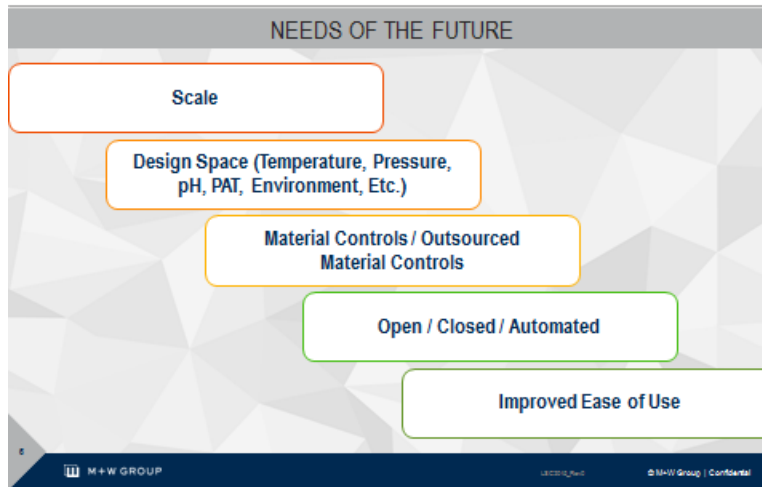 NEEDS OF THE FUTURE
Scale
Design Space (Temperature, Pressure,
pH, PAT, Environment, Etc.)
Material Controls / Outsourced
Material Controls
Open / Closed / Automated
Improved Ease of Use
M+W GROUP
© M+W Group | Confidential